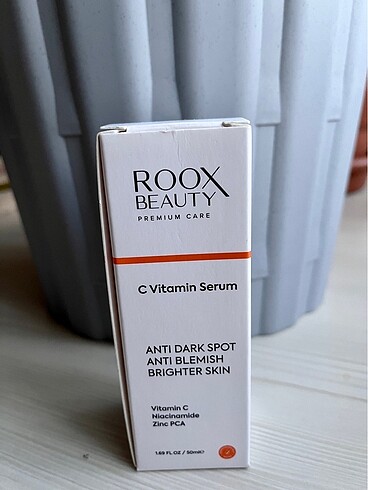 ROOX
BEAUTY
PREMIUM CARE
C Vitamin Serum
ANTI DARK SPOT
ANTI BLEMISH
BRIGHTER SKIN
Vitamin C
Niacinamide
Zinc PCA
1.69 FL OZ / 50ml℮